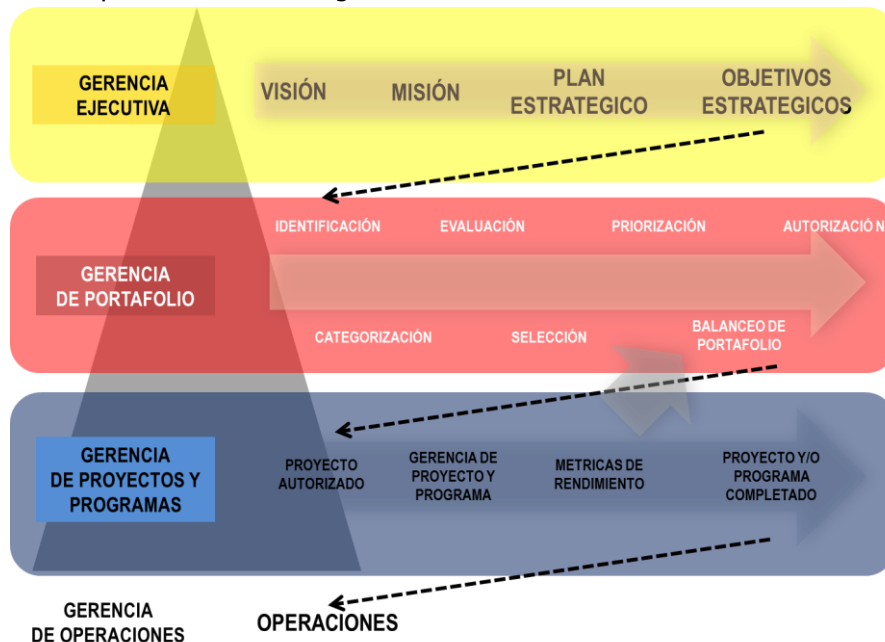 GERENCIA
EJECUTIVA
VISIÓN
MISIÓN
PLAN
ESTRATEGICO
OBJETIVOS
ESTRATEGICOS
IDENTIFICACIÓN
EVALUACIÓN
PRIORIZACIÓN
AUTORIZACIÓ N
GERENCIA
DE PORTAFOLIO
CATEGORIZACIÓN
SELECCIÓN
BALANCEO DE
PORTAFOLIO
GERENCIA
DE PROYECTOS Y
PROGRAMAS
PROYECTO
AUTORIZADO
GERENCIA DE
PROYECTO Y
PROGRAMA
METRICAS DE
RENDIMIENTO
PROYECTO Y/O
PROGRAMA
COMPLETADO
GERENCIA
DE OPERACIONES
OPERACIONES